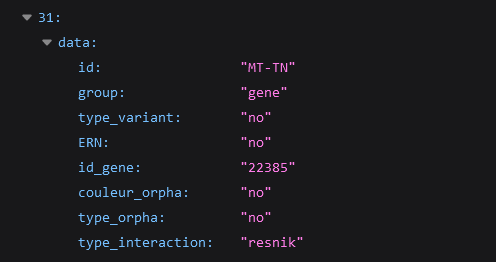 31:
data:
id: "MT-TN"
group: "gene"
type_variant: "no"
ERN: "no"
id_gene: "22385"
couleur_orpha: "no"
type_orpha: "no"
type_interaction: "resnik"